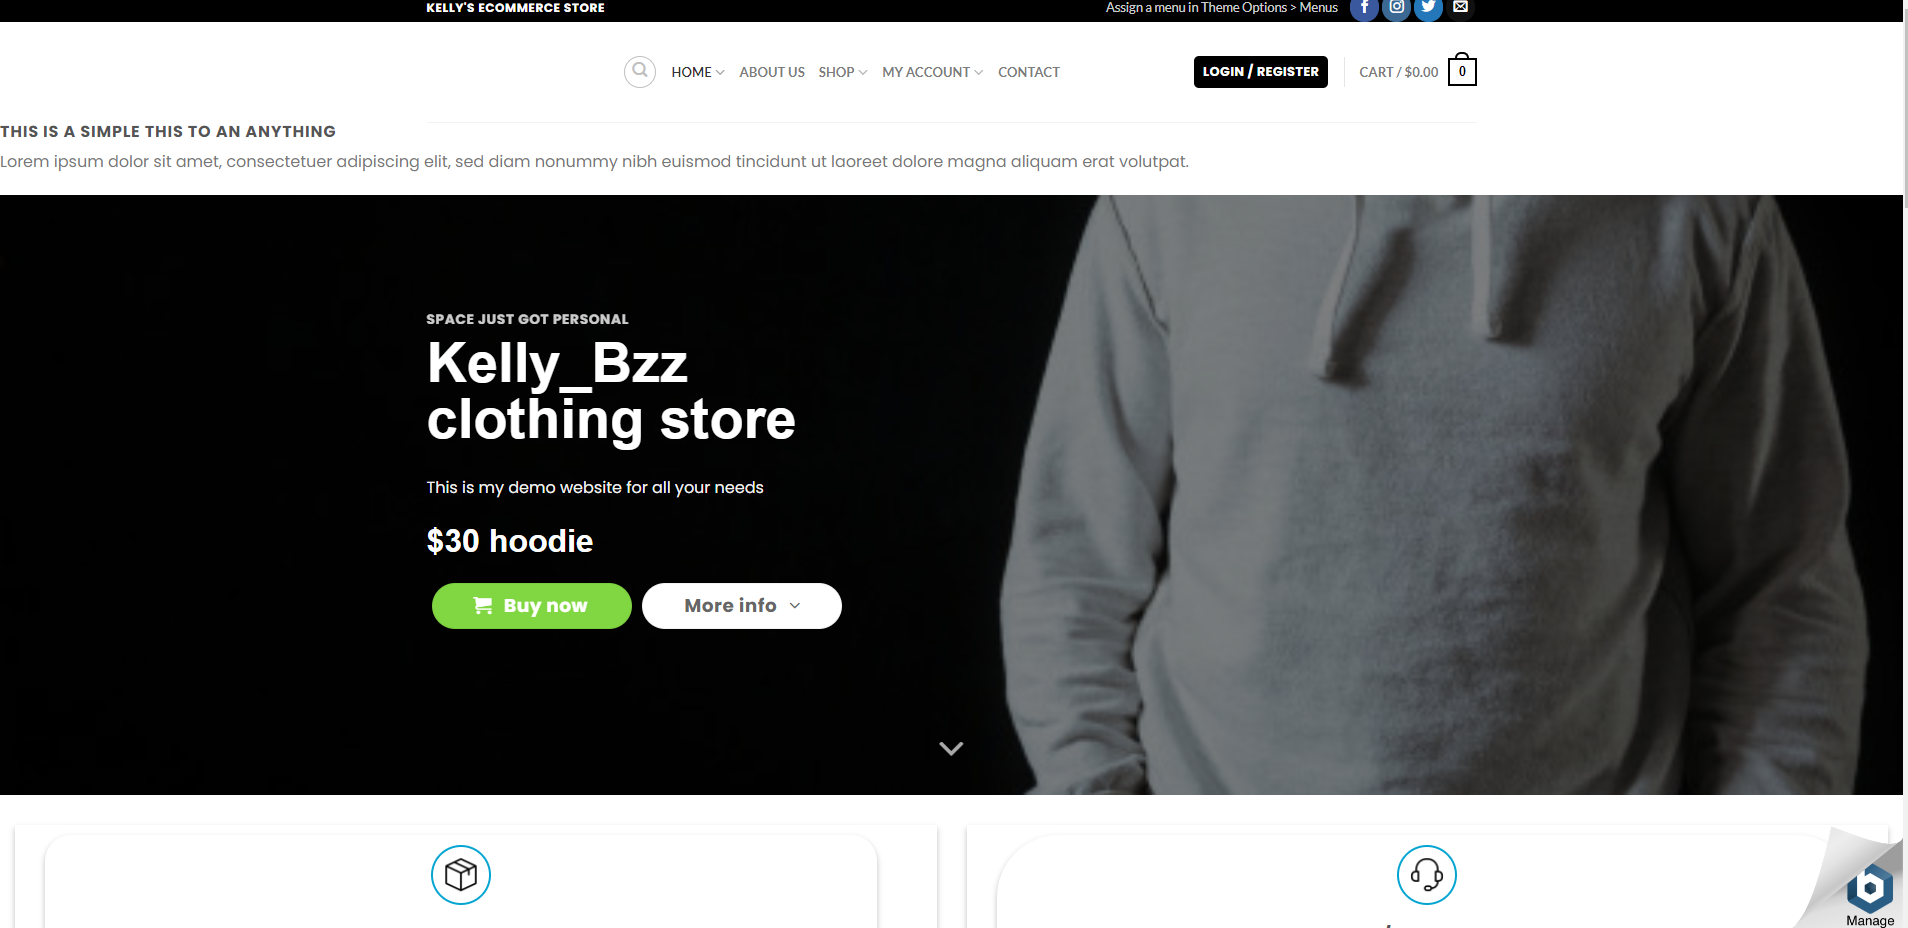 KELLY'S ECOMMERCE STORE
Assign a menu in Theme Options > Menus
HOME ABOUT US SHOP MY ACCOUNT CONTACT
LOGIN / REGISTER
CART / $0.00
0
THIS IS A SIMPLE THIS TO AN ANYTHING
Lorem ipsum dolor sit amet, consectetuer adipiscing elit, sed diam nonummy nibh euismod tincidunt ut laoreet dolore magna aliquam erat volutpat.
SPACE JUST GOT PERSONAL
Kelly_Bzz
clothing store
This is my demo website for all your needs
$30 hoodie
Buy now
More info
Manage